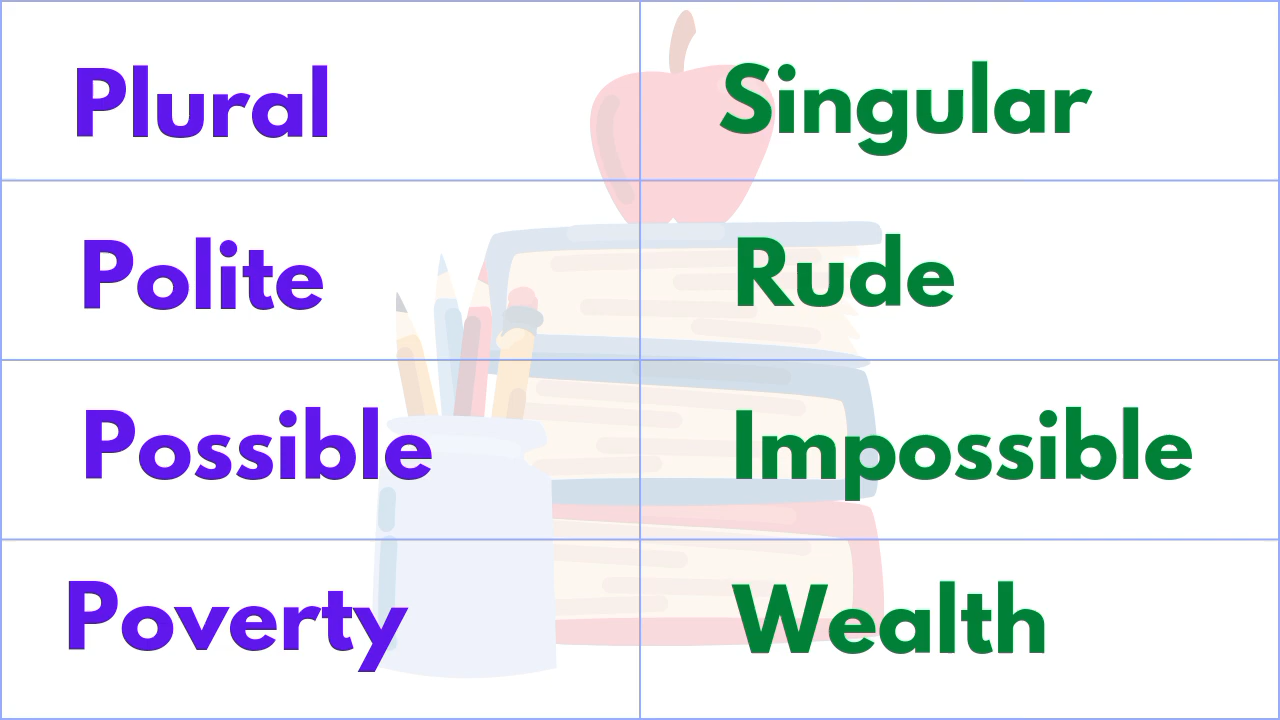 Plural Singular
Polite Rude
Possible Impossible
Poverty Wealth